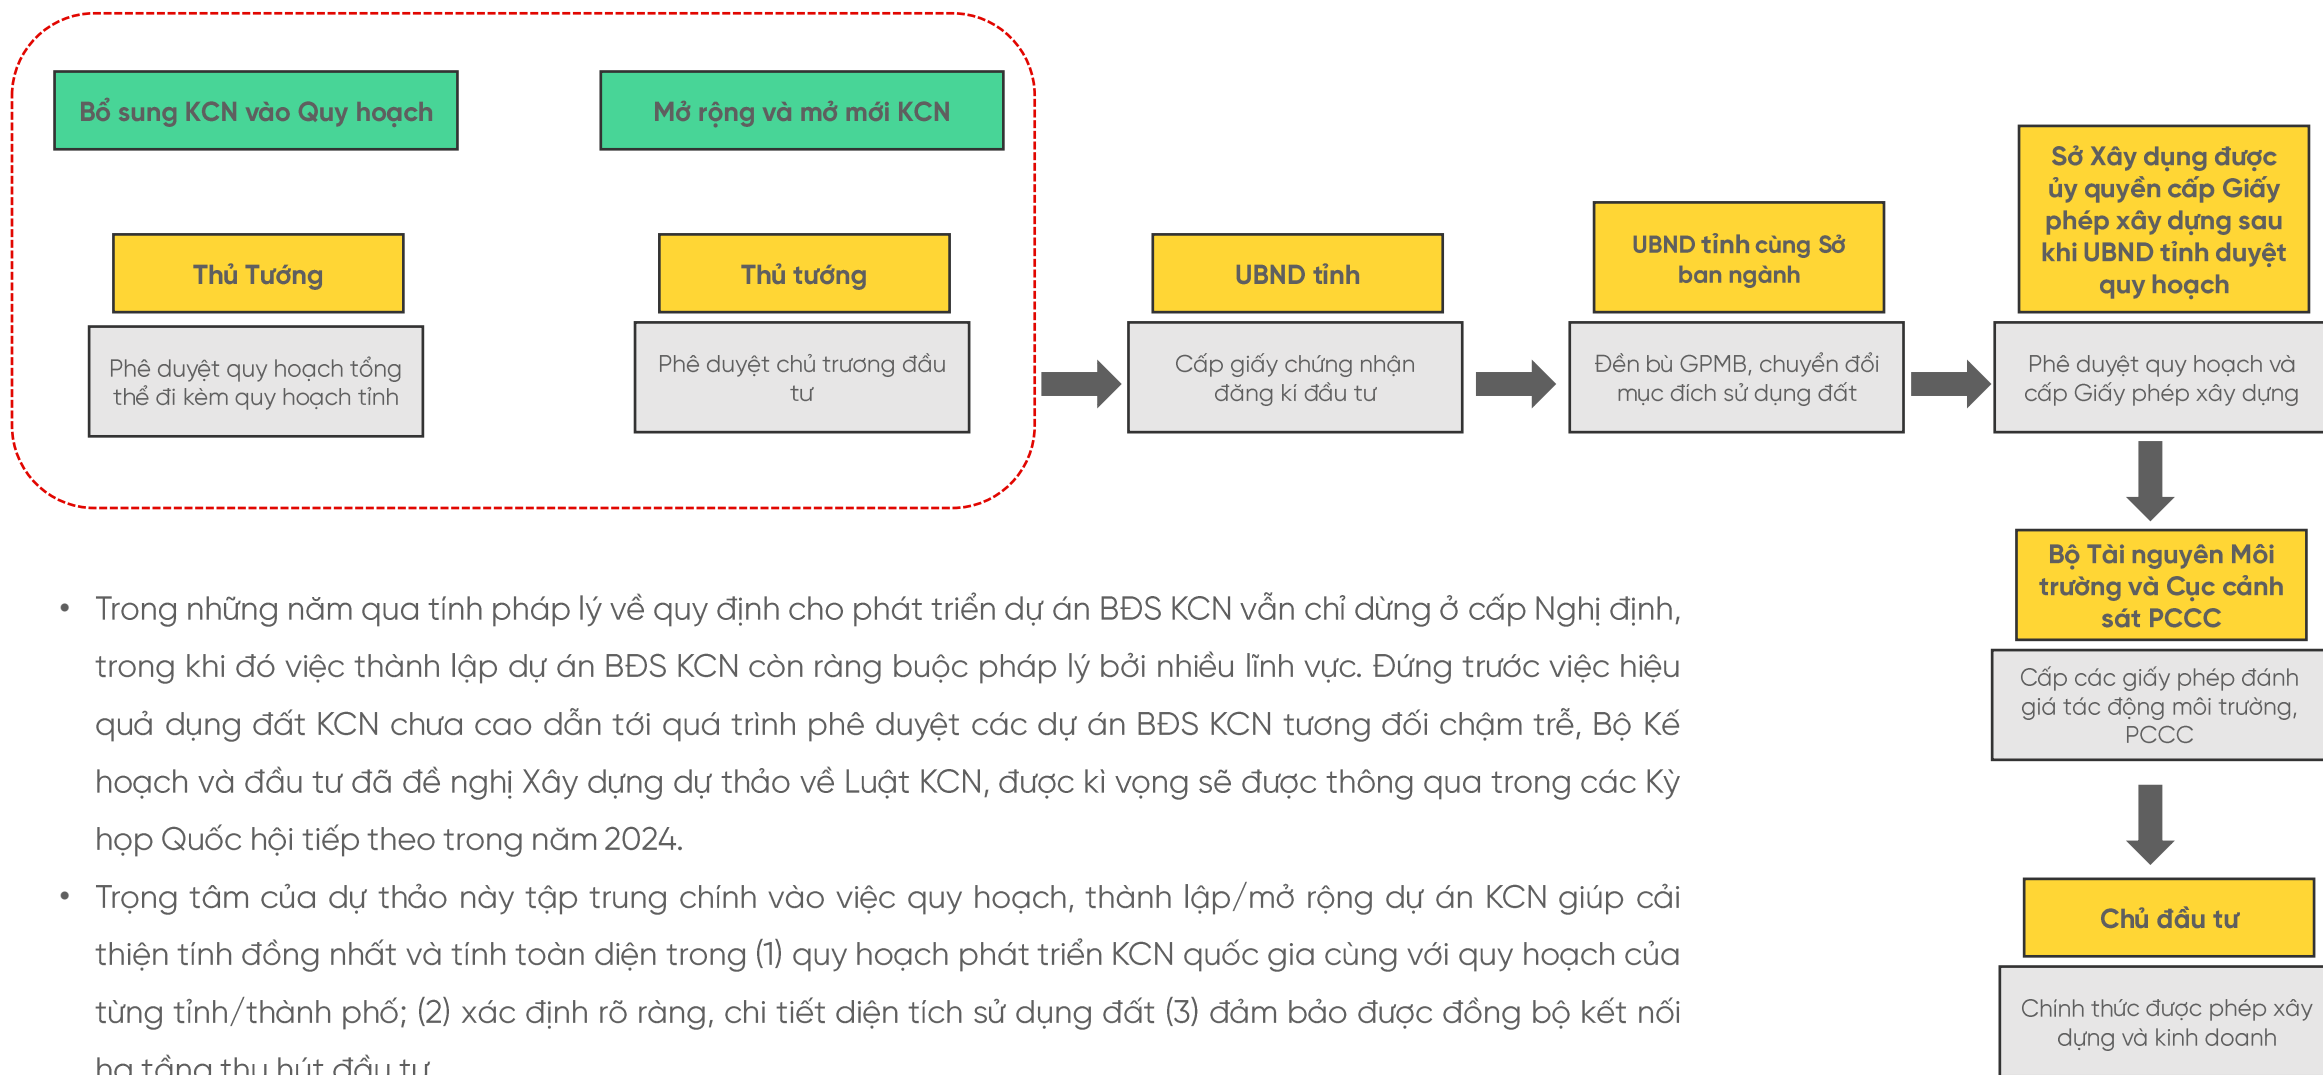 Bổ sung KCN vào Quy hoạch
Mở rộng và mở mới KCN
Thủ Tướng
Phê duyệt quy hoạch tổng
thể đi kèm quy hoạch tỉnh
Thủ tướng
Phê duyệt chủ trương đầu
tư
UBND tỉnh
Cấp giấy chứng nhận
đăng kí đầu tư
UBND tỉnh cùng Sở
ban ngành
Đền bù GPMB, chuyển đổi
mục đích sử dụng đất
Sở Xây dụng được
ủy quyền cấp Giấy
phép xây dựng sau
khi UBND tỉnh duyệt
quy hoạch
Phê duyệt quy hoạch và
cấp Giấy phép xây dựng
Bộ Tài nguyên Môi
trường và Cục cảnh
sát PCCC
Cấp các giấy phép đánh
giá tác động môi trường,
PCCC
Chủ đầu tư
Chính thức được phép xây
dựng và kinh doanh
• Trong những năm qua tính pháp lý về quy định cho phát triển dự án BĐS KCN vẫn chỉ dừng ở cấp Nghị định,
trong khi đó việc thành lập dự án BĐS KCN còn ràng buộc pháp lý bởi nhiều lĩnh vực. Đứng trước việc hiệu
quả dụng đất KCN chưa cao dẫn tới quá trình phê duyệt các dự án BĐS KCN tương đối chậm trễ, Bộ Kế
hoạch và đầu tư đã đề nghị Xây dựng dự thảo về Luật KCN, được kì vọng sẽ được thông qua trong các Kỳ
họp Quốc hội tiếp theo trong năm 2024.
• Trọng tâm của dự thảo này tập trung chính vào việc quy hoạch, thành lập/mở rộng dự án KCN giúp cải
thiện tính đồng nhất và tính toàn diện trong (1) quy hoạch phát triển KCN quốc gia cùng với quy hoạch của
từng tỉnh/thành phố; (2) xác định rõ ràng, chi tiết diện tích sử dụng đất (3) đảm bảo được đồng bộ kết nối
hạ tầng thu hút đầu tư